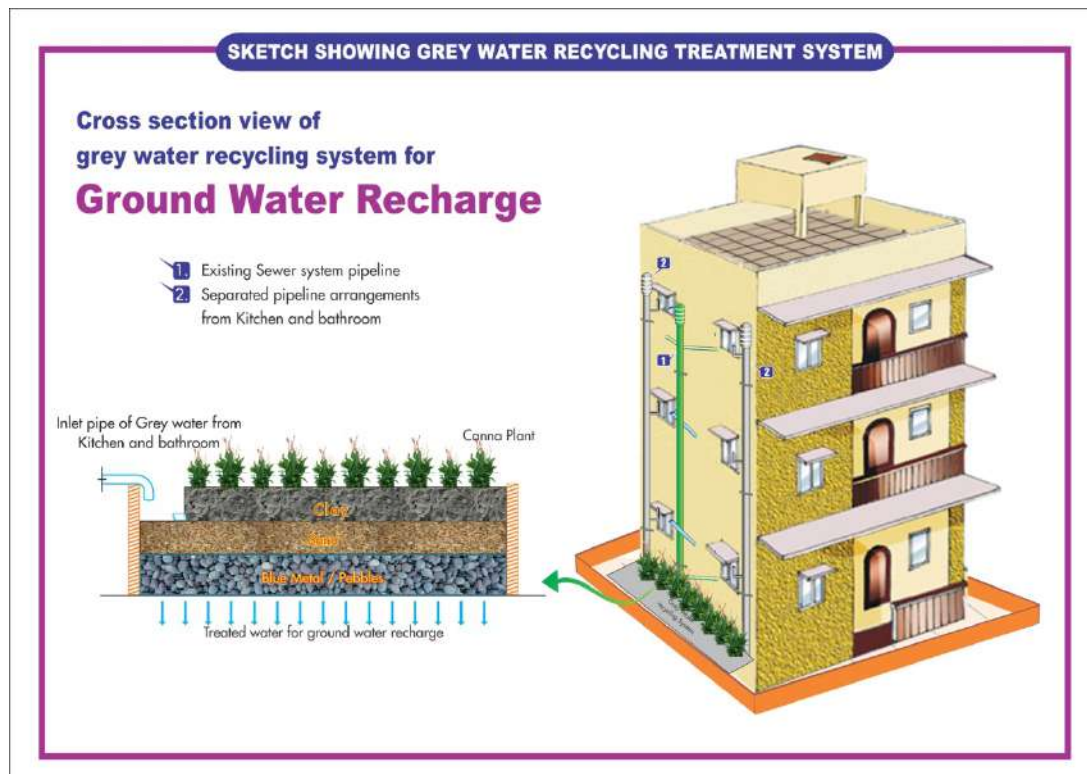 SKETCH SHOWING GREY WATER RECYCLING TREATMENT SYSTEM
Cross section view of
grey water recycling system for
Ground Water Recharge
1. Existing Sewer system pipeline
2. Separated pipeline arrangements
from Kitchen and bathroom
2
1
2
Inlet pipe of Grey water from
Kitchen and bathroom
Canna Plant
Clay
Sand
Blue Metal / Pebbles
Treated water for ground water recharge
Recycling System